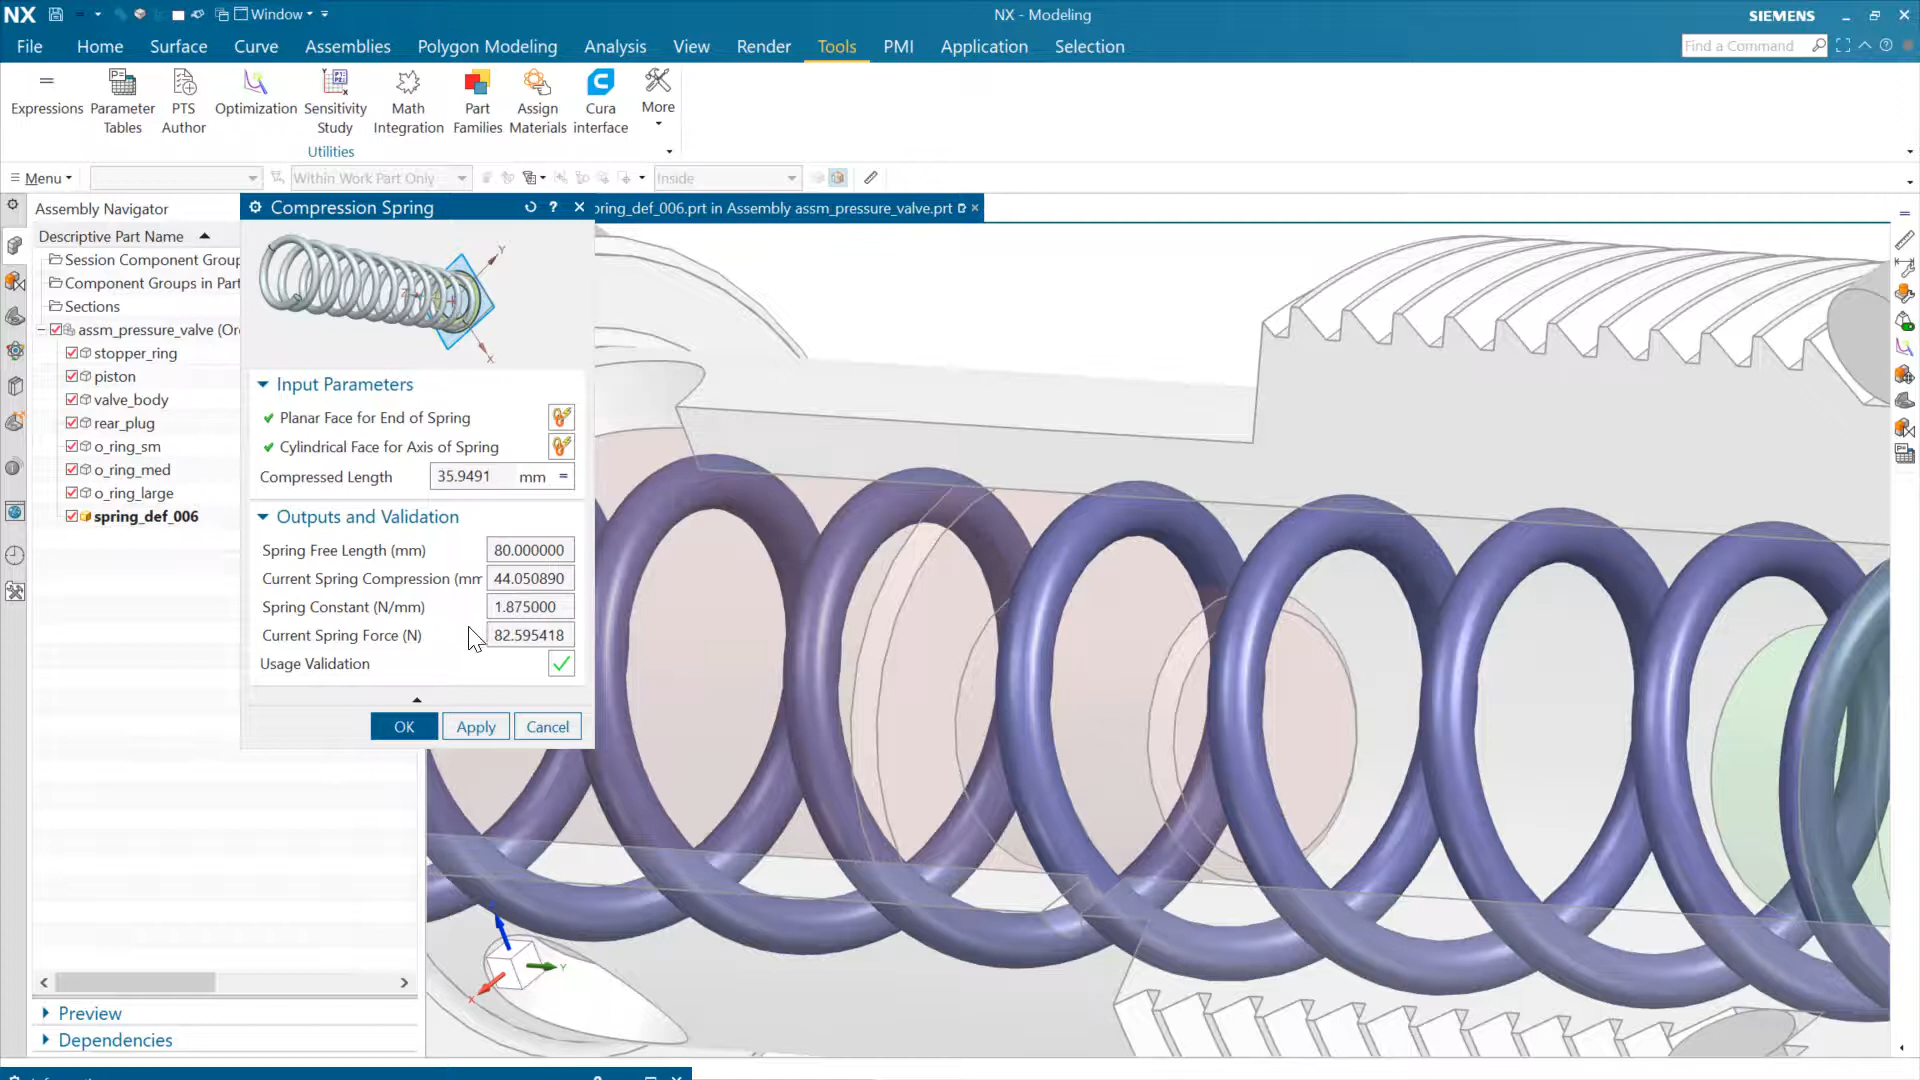 NX Window NX - Modeling SIEMENS
File Home Surface Curve Assemblies Polygon Modeling Analysis View Render Tools PMI Application Selection Find a Command
Expressions Parameter Tables PTS Author Optimization Sensitivity Study Math Integration Part Families Assign Materials Cura interface More
Utilities
Menu Within Work Part Only Inside
Assembly Navigator
Descriptive Part Name
Session Component Group
Component Groups in Part
Sections
assm_pressure_valve (Or
stopper_ring
piston
valve_body
rear_plug
o_ring_sm
o_ring_med
o_ring_large
spring_def_006
Preview
Dependencies
Compression Spring
pring_def_006.prt in Assembly assm_pressure_valve.prt
Y
Z
X
Input Parameters
Planar Face for End of Spring
Cylindrical Face for Axis of Spring
Compressed Length 35.9491 mm =
Outputs and Validation
Spring Free Length (mm) 80.000000
Current Spring Compression (mm 44.050890
Spring Constant (N/mm) 1.875000
Current Spring Force (N) 82.595418
Usage Validation
OK Apply Cancel
Y
X